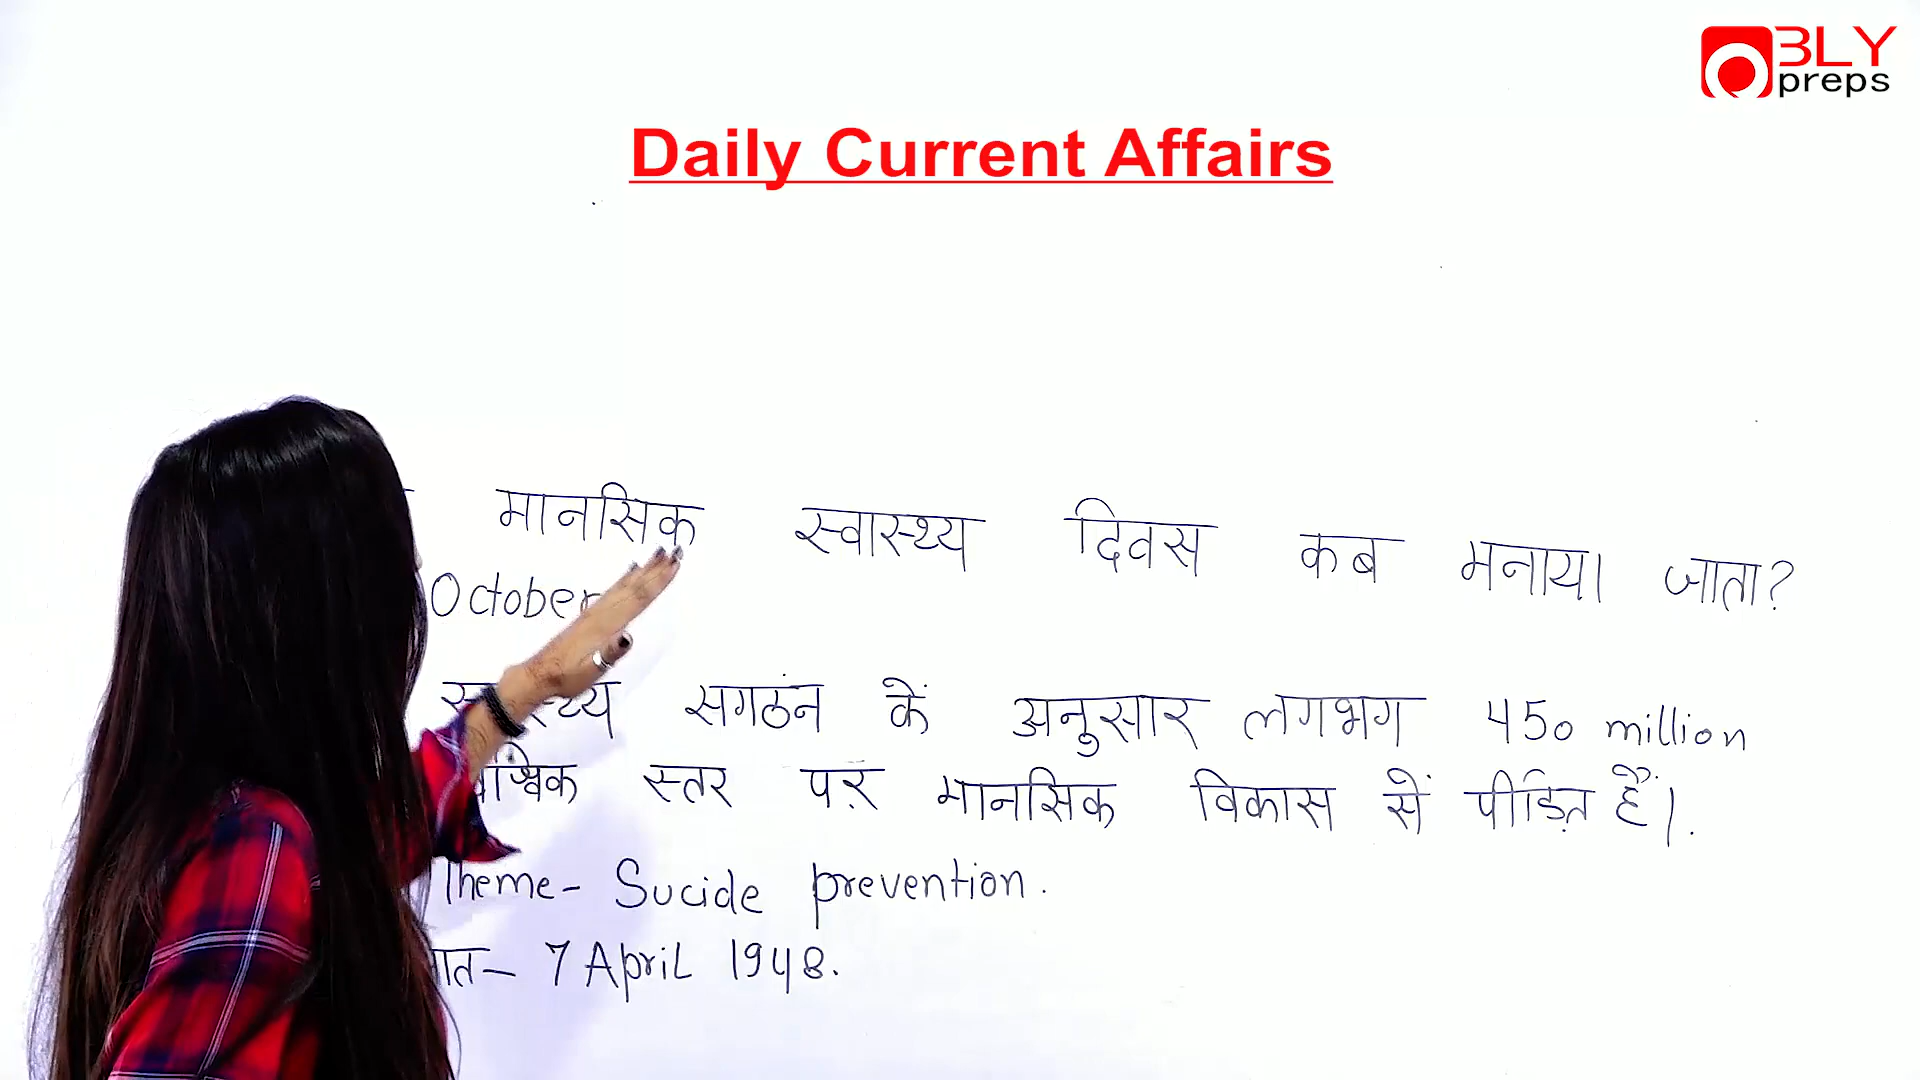 BLY
preps
Daily Current Affairs
मानसिक स्वास्थ्य दिवस कब मनाया जाता?
October
सगठंन कें अनुसार लगभग 450 million
स्तर पर मानसिक विकास सें पीड़ित हैं।.
Theme- Sucide prevention.
7 April 1948.